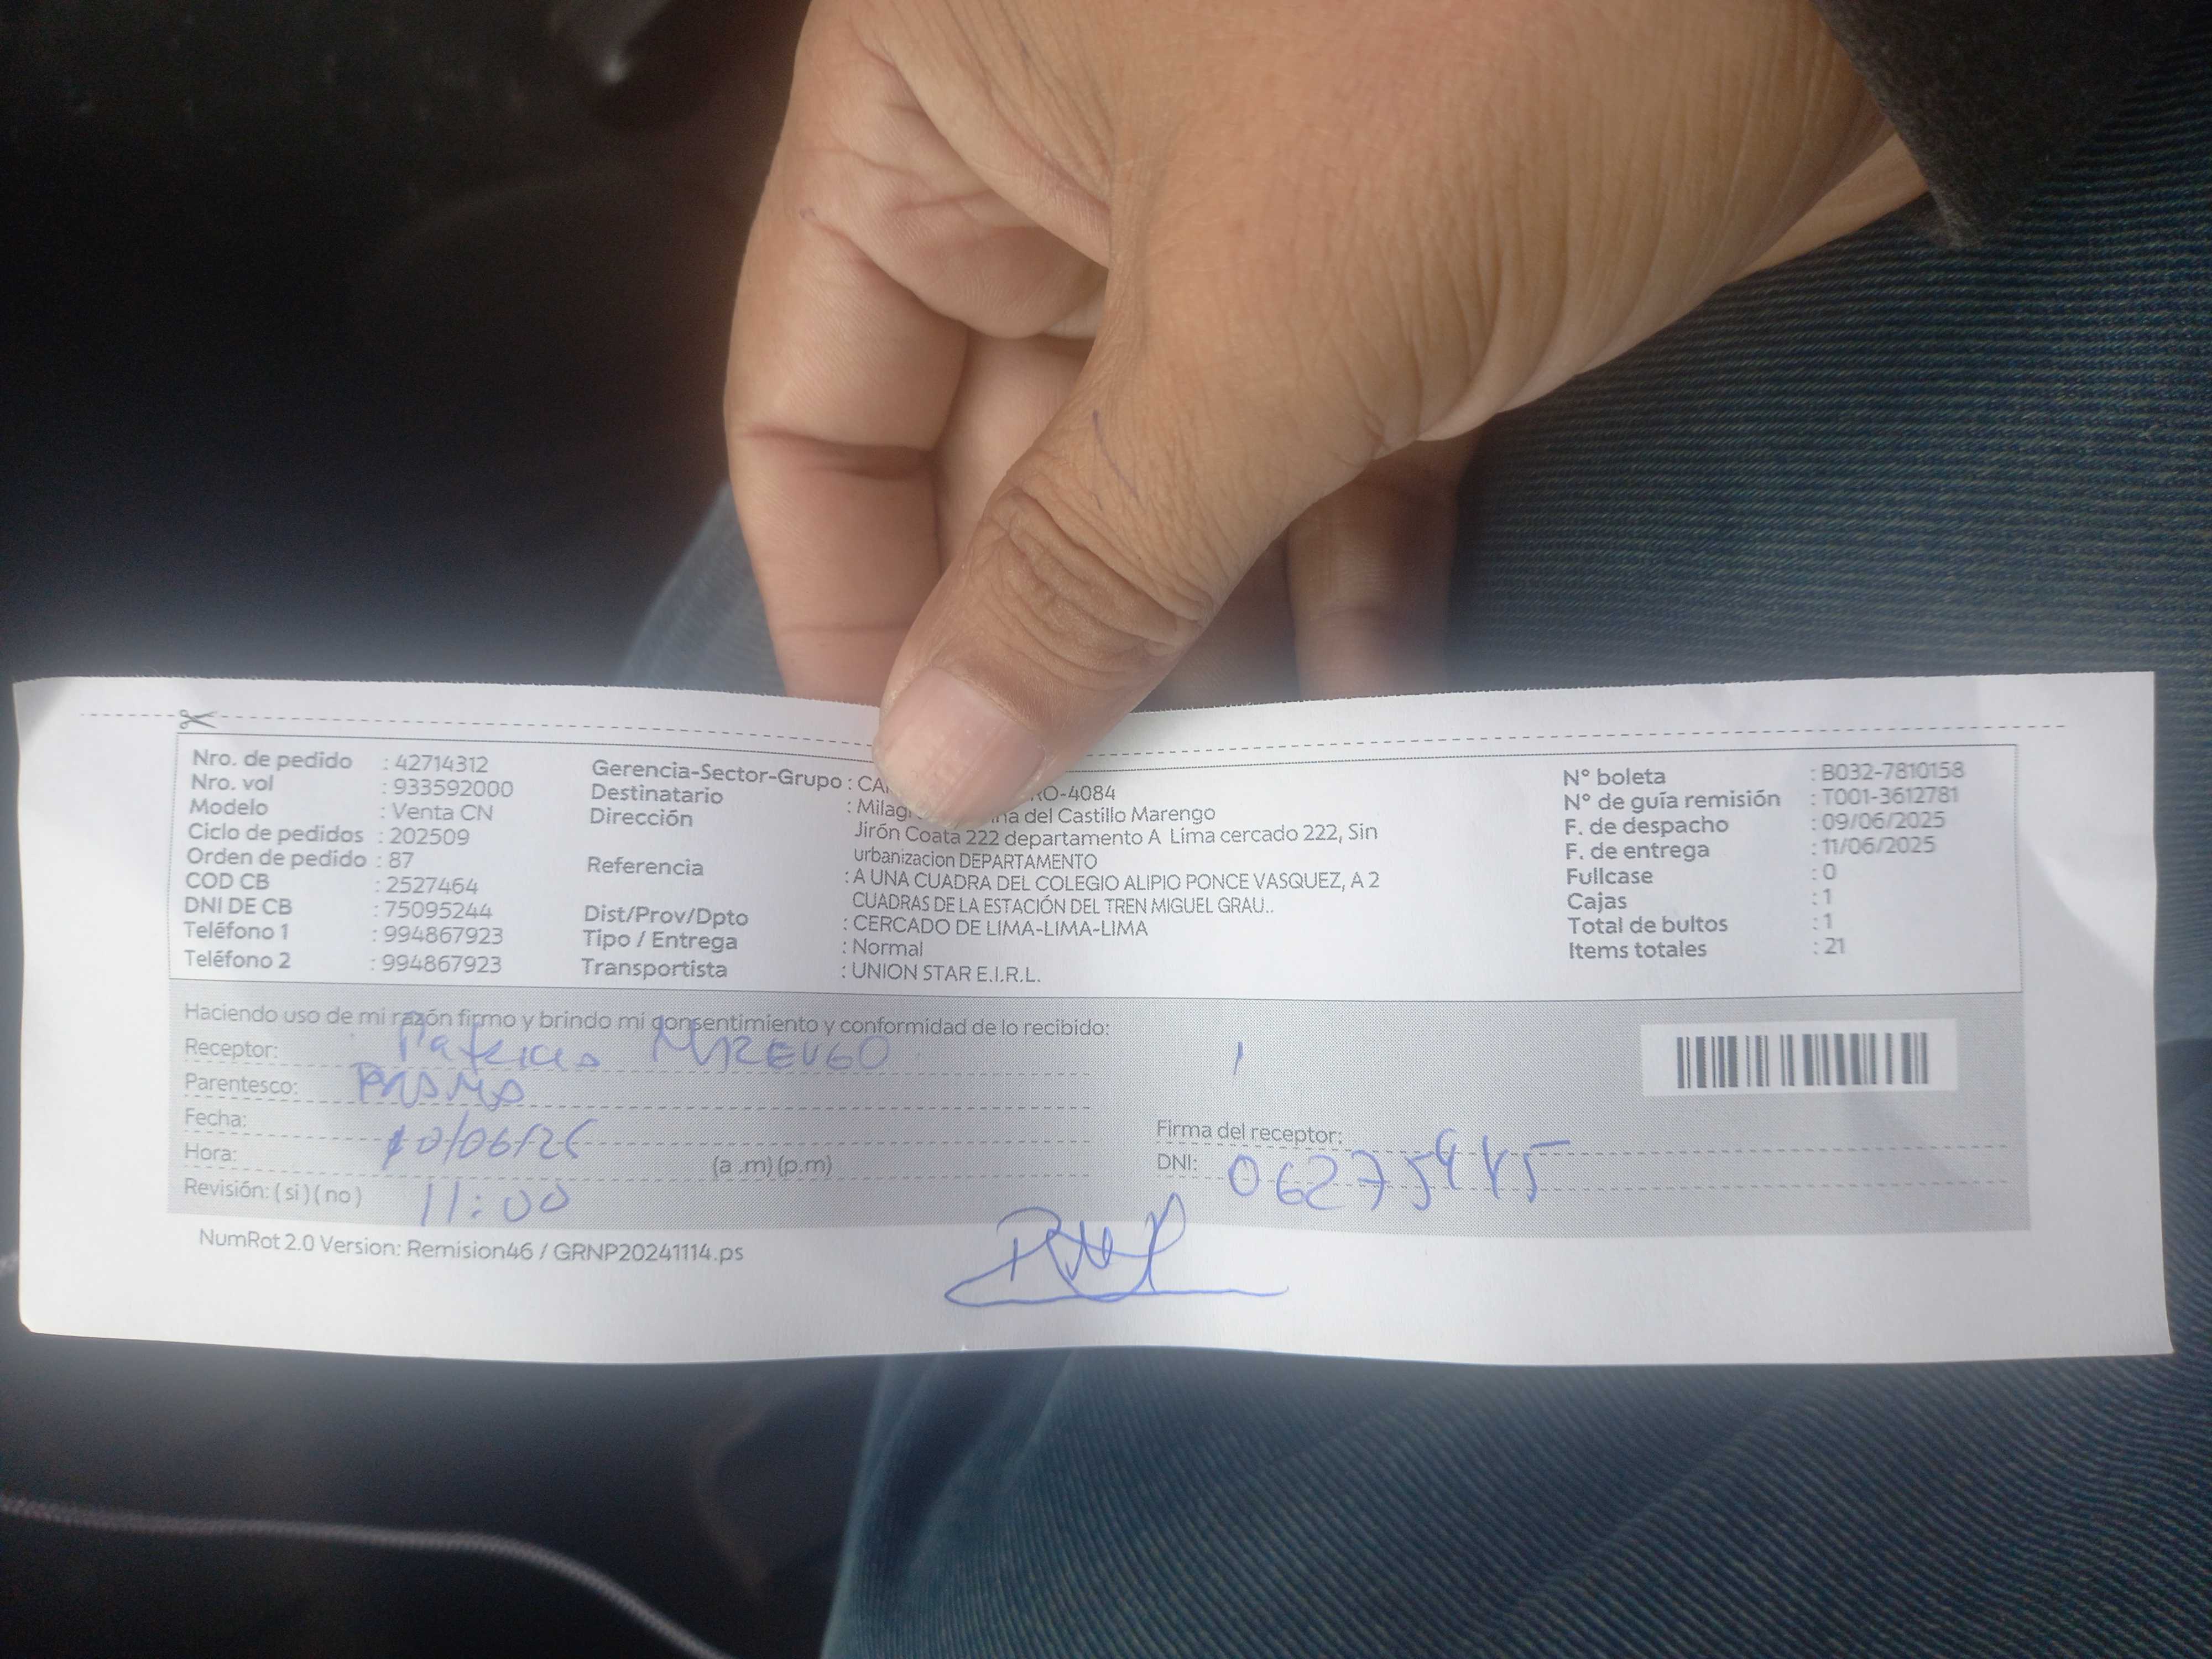 Nro. de pedido : 42714312
Nro. vol : 933592000
Modelo : Venta CN
Ciclo de pedidos : 202509
Orden de pedido : 87
COD CB : 2527464
DNI DE CB : 75095244
Teléfono 1 : 994867923
Teléfono 2 : 994867923
Gerencia-Sector-Grupo : RO-4084
Destinatario : del Castillo Marengo
Dirección Jirón Coata 222 departamento A Lima cercado 222, Sin
urbanizacion DEPARTAMENTO
Referencia : A UNA CUADRA DEL COLEGIO ALIPIO PONCE VASQUEZ, A 2
CUADRAS DE LA ESTACIÓN DEL TREN MIGUEL GRAU..
Dist/Prov/Dpto : CERCADO DE LIMA-LIMA-LIMA
Tipo / Entrega : Normal
Transportista : UNION STAR E.I.R.L.
N° boleta : B032-7810158
N° de guía remisión : T001-3612781
F. de despacho : 09/06/2025
F. de entrega : 11/06/2025
Fullcase : 0
Cajas : 1
Total de bultos : 1
Items totales : 21
Haciendo uso de mi razón firmo y brindo mi consentimiento y conformidad de lo recibido:
Receptor:
Parentesco:
Fecha: 10/06/25
Hora: (a .m) (p.m)
Revisión: ( si ) ( no ) 11:00
Firma del receptor:
DNI: 06275445
NumRot 2.0 Version: Remision46 / GRNP20241114.ps